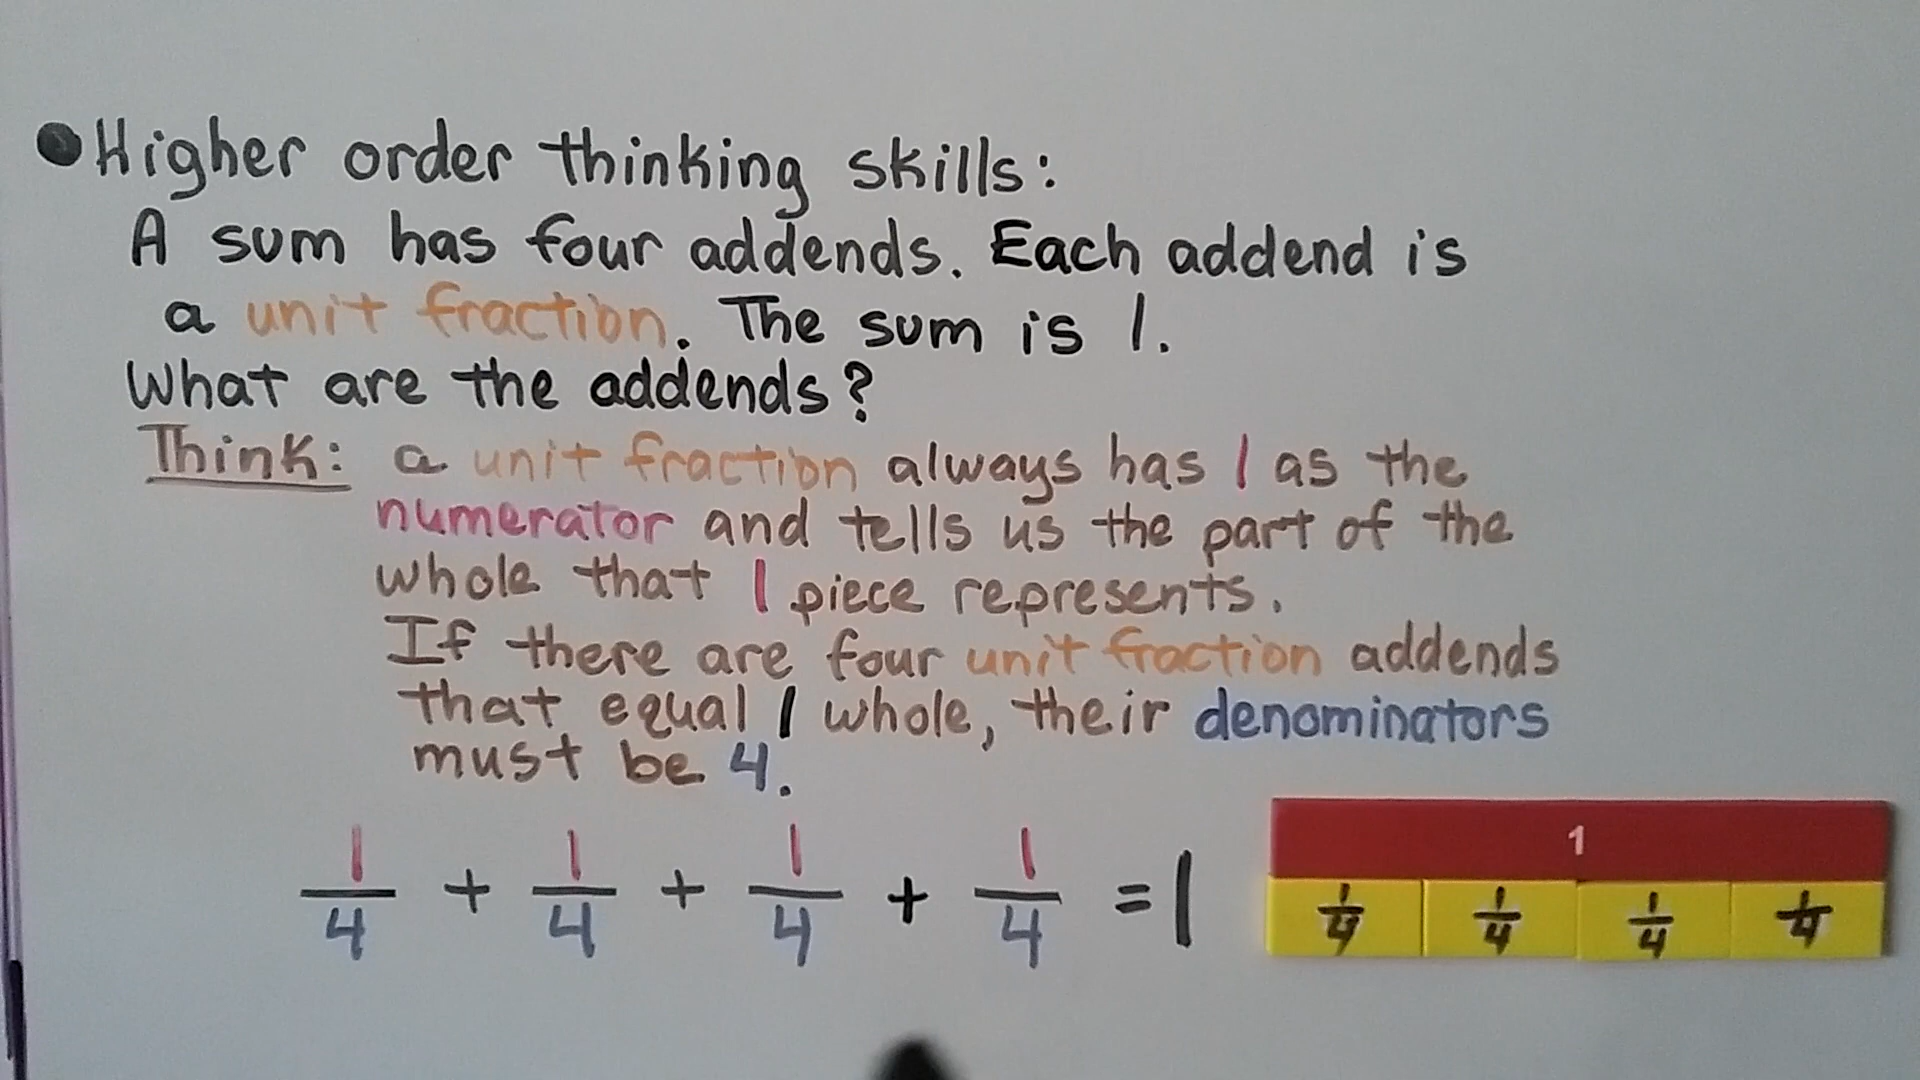 Higher order thinking skills:
A sum has four addends. Each addend is
a unit fraction. The sum is 1.
What are the addends?
Think: a unit fraction always has 1 as the
numerator and tells us the part of the
whole that 1 piece represents.
If there are four unit fraction addends
that equal 1 whole, their denominators
must be 4.
1/4 + 1/4 + 1/4 + 1/4 = 1
1
1/4 1/4 1/4 1/4